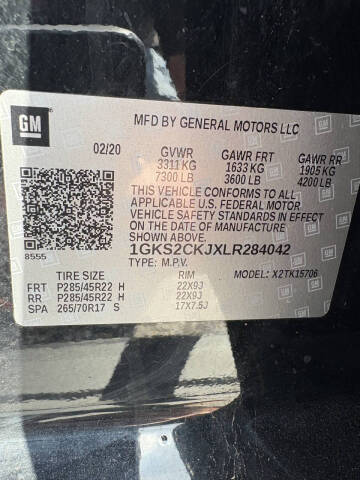 GM
MFD BY GENERAL MOTORS LLC
02/20 GVWR GAWR FRT GAWR RR
3311 KG 1633 KG 1905 KG
7300 LB 3600 LB 4200 LB
THIS VEHICLE CONFORMS TO ALL
APPLICABLE U.S. FEDERAL MOTOR
VEHICLE SAFETY STANDARDS IN EFFECT
ON THE DATE OF MANUFACTURE
SHOWN ABOVE.
8555 1GKS2CKJXLR284042
TYPE: M.P.V. MODEL: X2TK15706
TIRE SIZE RIM
FRT P285/45R22 H 22X9J
RR P285/45R22 H 22X9J
SPA 265/70R17 S 17X7.5J